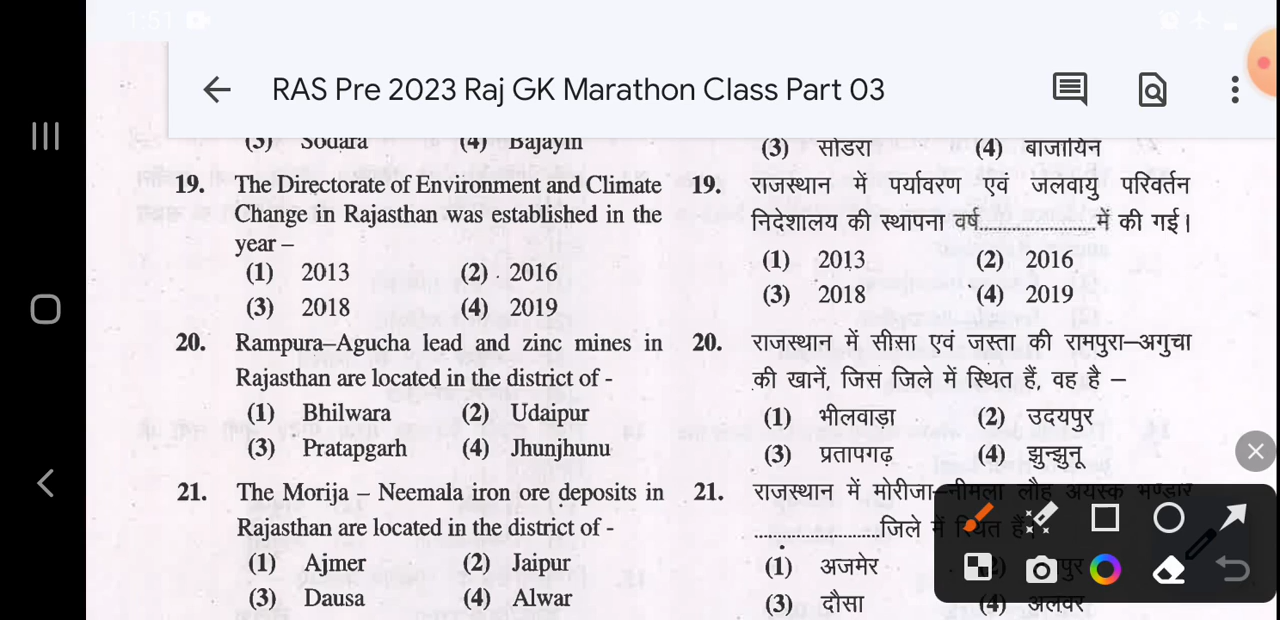 1:51
RAS Pre 2023 Raj GK Marathon Class Part 03
(3) Sodara (4) Bajayin
19. The Directorate of Environment and Climate
Change in Rajasthan was established in the
year –
(1) 2013 (2) 2016
(3) 2018 (4) 2019
20. Rampura–Agucha lead and zinc mines in
Rajasthan are located in the district of -
(1) Bhilwara (2) Udaipur
(3) Pratapgarh (4) Jhunjhunu
21. The Morija – Neemala iron ore deposits in
Rajasthan are located in the district of -
(1) Ajmer (2) Jaipur
(3) Dausa (4) Alwar
(3) सोडरा (4) बाजायिन
19. राजस्थान में पर्यावरण एवं जलवायु परिवर्तन
निदेशालय की स्थापना वर्ष......................में की गई।
(1) 2013 (2) 2016
(3) 2018 (4) 2019
20. राजस्थान में सीसा एवं जस्ता की रामपुरा–अगुचा
की खानें, जिस जिले में स्थित हैं, वह है –
(1) भीलवाड़ा (2) उदयपुर
(3) प्रतापगढ़ (4) झुन्झुनू
21. राजस्थान में मोरीजा–नीमला लौह अयस्क भण्डार
........................जिले में स्थित हैं।
(1) अजमेर
(3) दौसा (4) अलवर